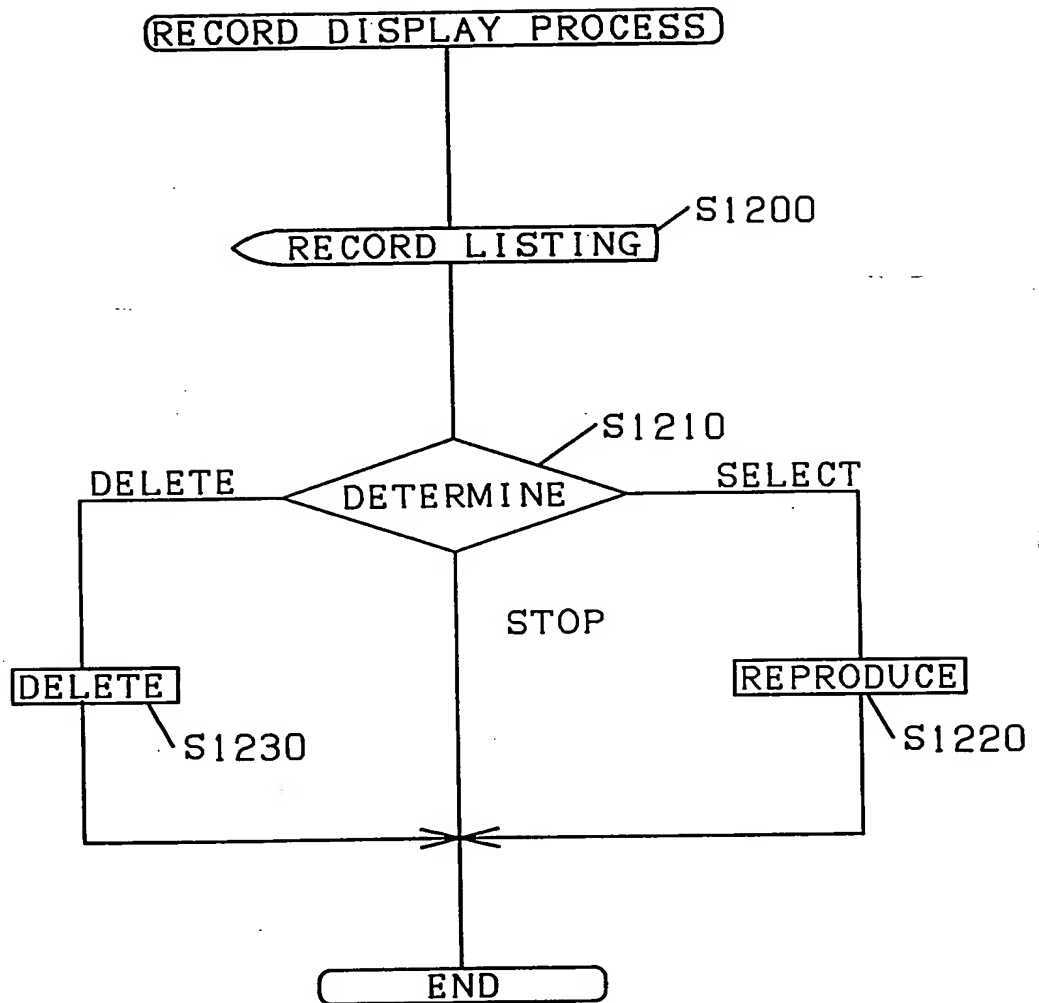 RECORD DISPLAY PROCESS
S1200
RECORD LISTING
S1210
DELETE
DETERMINE
SELECT
STOP
DELETE
REPRODUCE
S1230
S1220
END